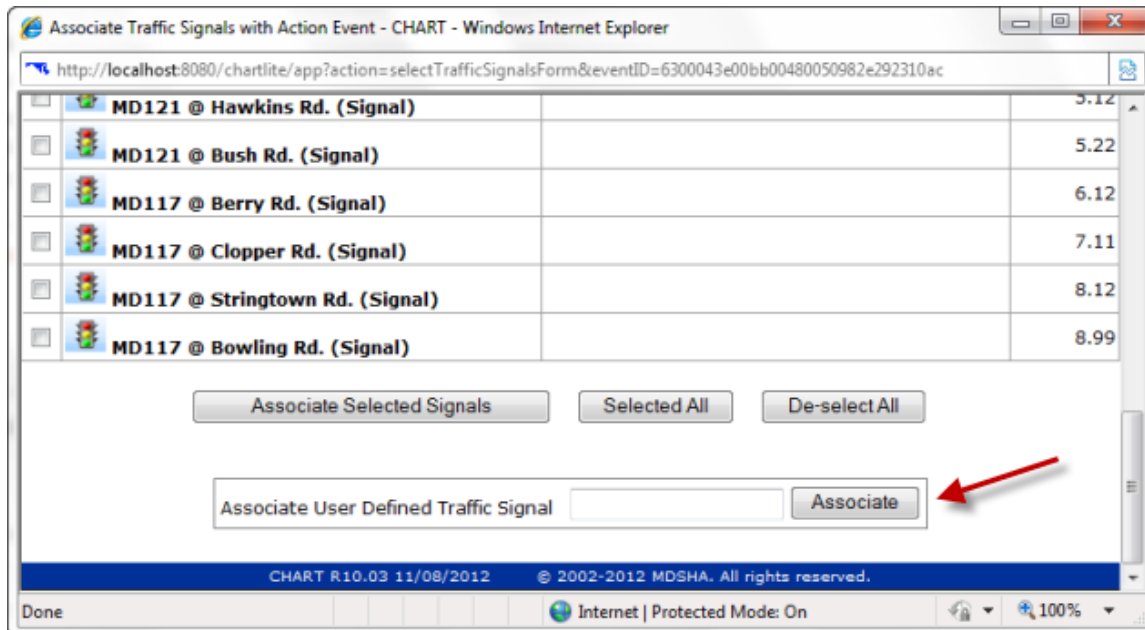 Associate Traffic Signals with Action Event - CHART - Windows Internet Explorer
http://localhost:8080/chartlite/app?action=selectTrafficSignalsForm&eventID=6300043e00bb00480050982e292310ac
MD121 @ Hawkins Rd. (Signal) 5.12
MD121 @ Bush Rd. (Signal) 5.22
MD117 @ Berry Rd. (Signal) 6.12
MD117 @ Clopper Rd. (Signal) 7.11
MD117 @ Stringtown Rd. (Signal) 8.12
MD117 @ Bowling Rd. (Signal) 8.99
Associate Selected Signals Selected All De-select All
Associate User Defined Traffic Signal Associate
CHART R10.03 11/08/2012 © 2002-2012 MDSHA. All rights reserved.
Done Internet | Protected Mode: On 100%